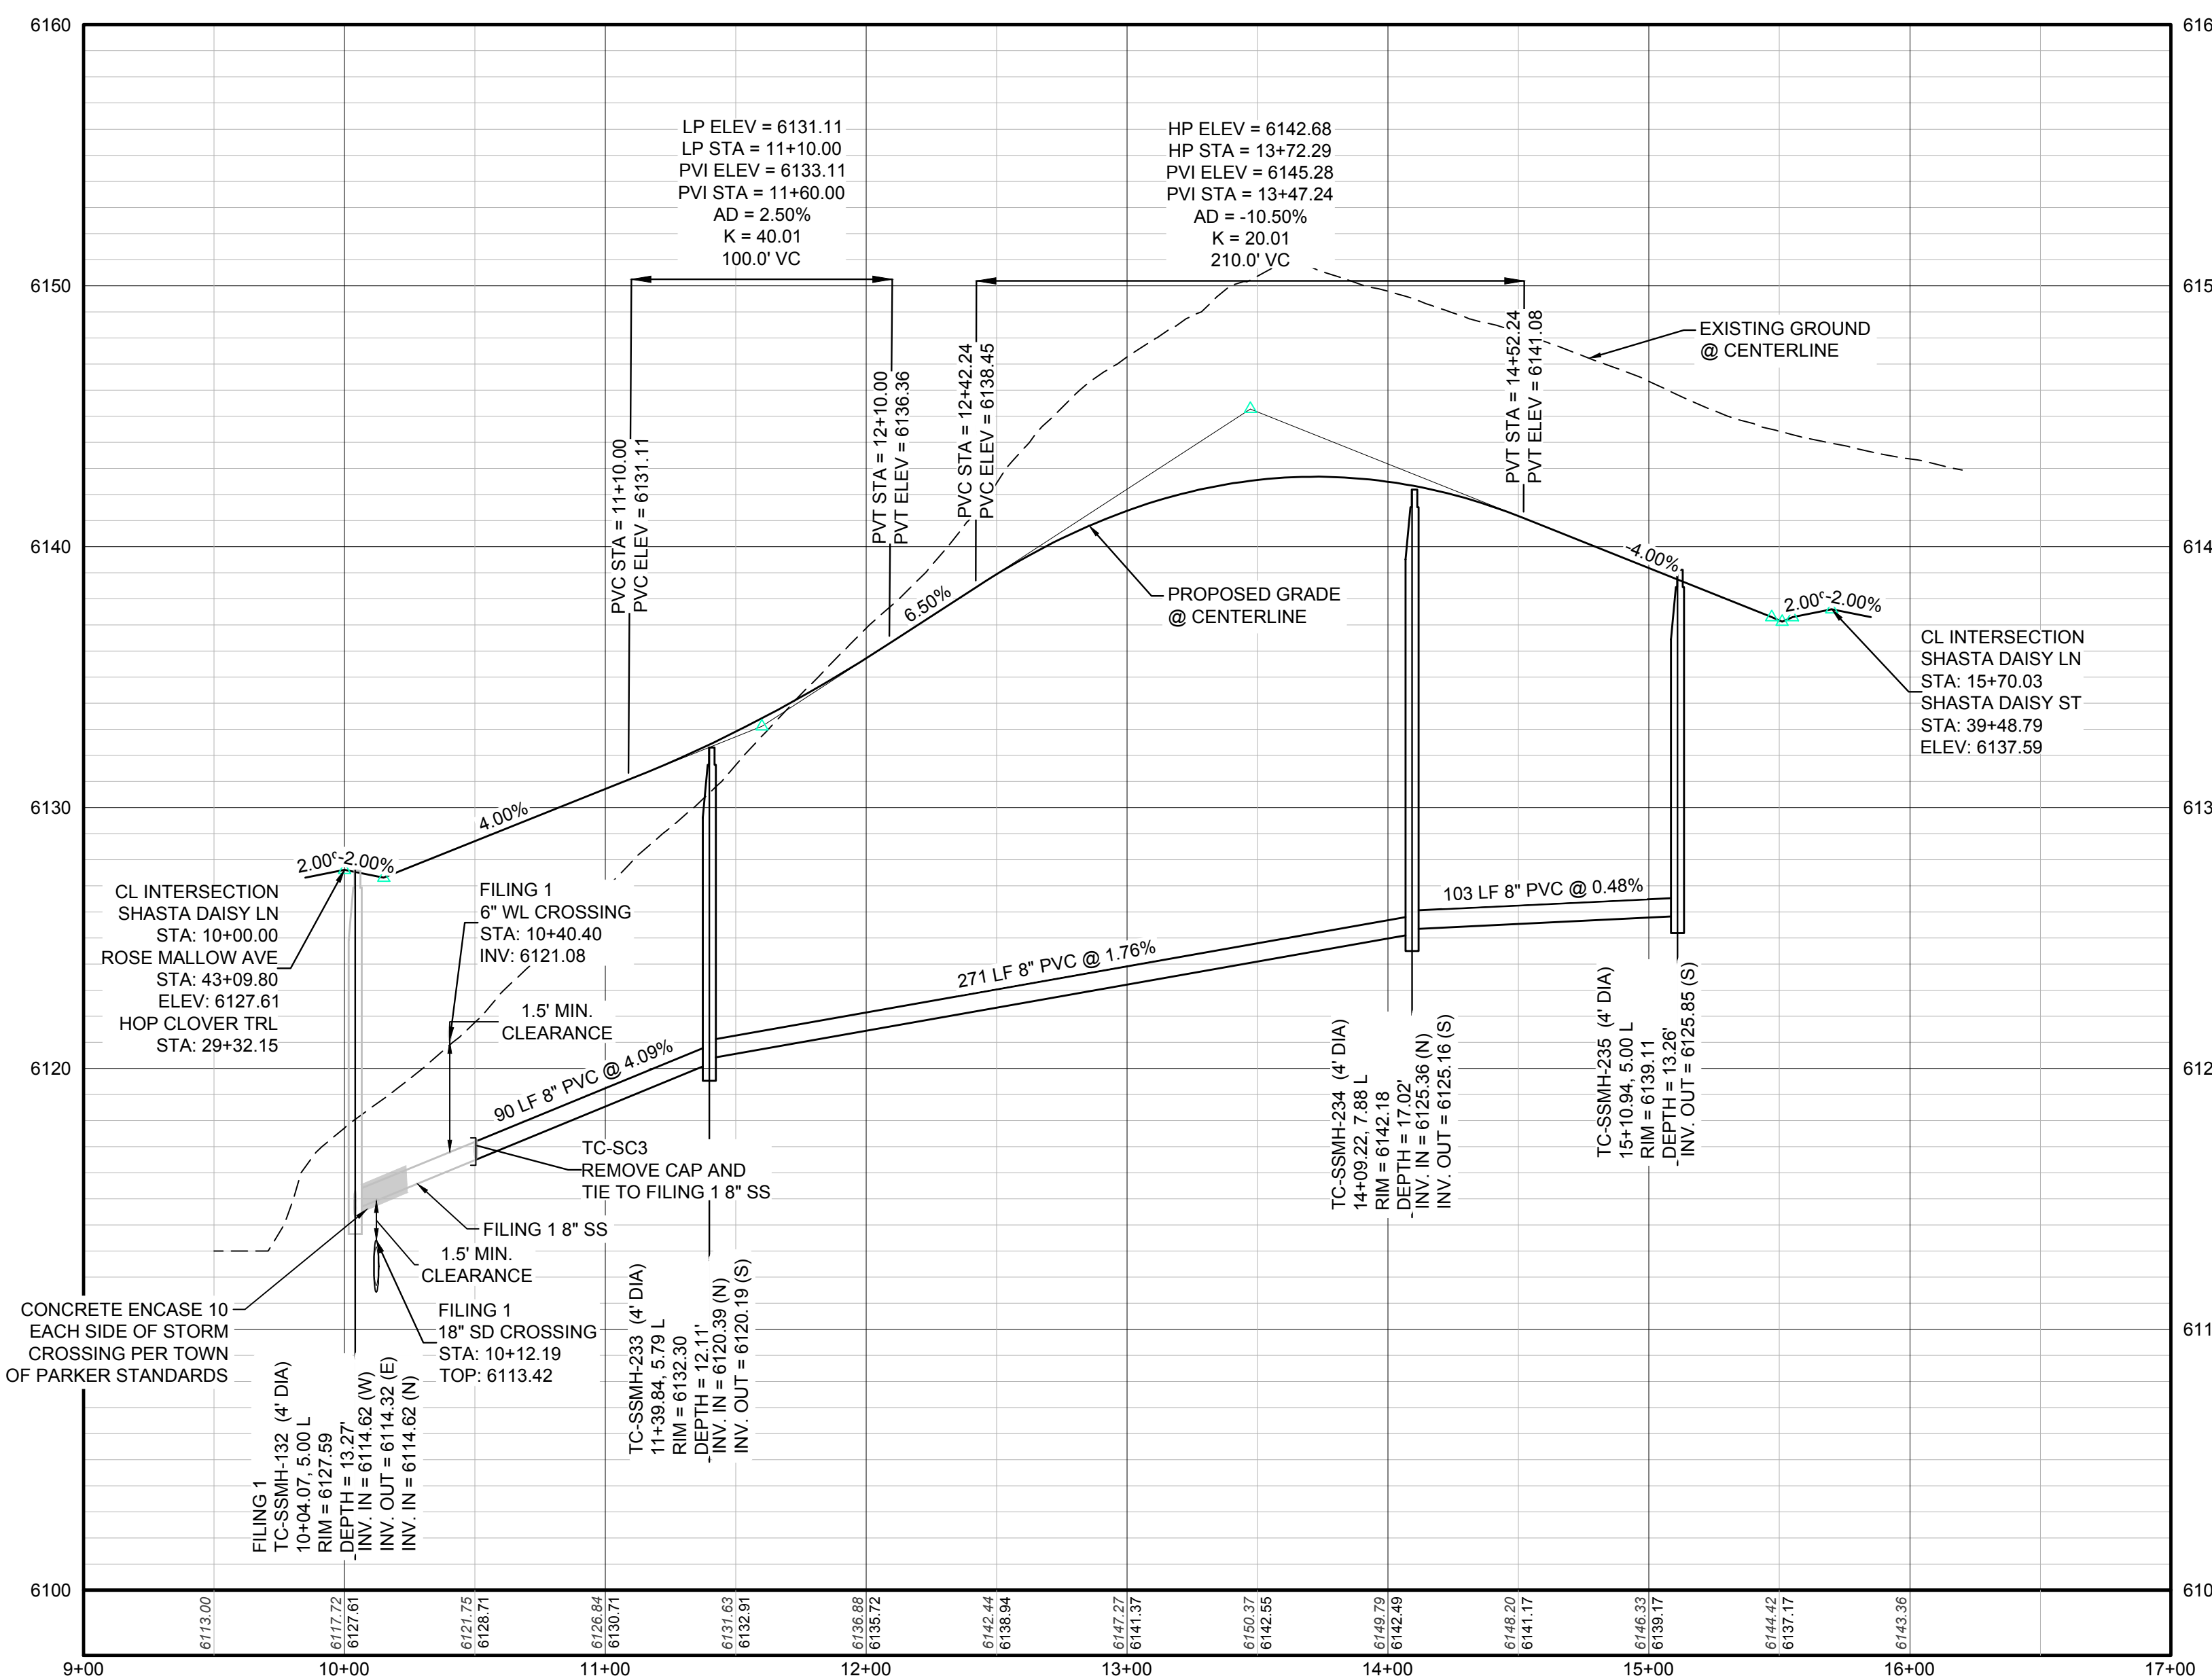 6160
6150
6140
6130
6120
6110
6100
616
615
614
613
612
611
610
LP ELEV = 6131.11
LP STA = 11+10.00
PVI ELEV = 6133.11
PVI STA = 11+60.00
AD = 2.50%
K = 40.01
100.0' VC
HP ELEV = 6142.68
HP STA = 13+72.29
PVI ELEV = 6145.28
PVI STA = 13+47.24
AD = -10.50%
K = 20.01
210.0' VC
PVC STA = 11+10.00
PVC ELEV = 6131.11
PVT STA = 12+10.00
PVT ELEV = 6136.36
PVC STA = 12+42.24
PVC ELEV = 6138.45
PVT STA = 14+52.24
PVT ELEV = 6141.08
EXISTING GROUND
@ CENTERLINE
PROPOSED GRADE
@ CENTERLINE
2.00%
-2.00%
4.00%
6.50%
-4.00%
2.00%
-2.00%
CL INTERSECTION
SHASTA DAISY LN
STA: 15+70.03
SHASTA DAISY ST
STA: 39+48.79
ELEV: 6137.59
CL INTERSECTION
SHASTA DAISY LN
STA: 10+00.00
ROSE MALLOW AVE
STA: 43+09.80
ELEV: 6127.61
HOP CLOVER TRL
STA: 29+32.15
FILING 1
6" WL CROSSING
STA: 10+40.40
INV: 6121.08
1.5' MIN.
CLEARANCE
90 LF 8" PVC @ 4.09%
271 LF 8" PVC @ 1.76%
103 LF 8" PVC @ 0.48%
TC-SC3
REMOVE CAP AND
TIE TO FILING 1 8" SS
FILING 1 8" SS
1.5' MIN.
CLEARANCE
FILING 1
18" SD CROSSING
STA: 10+12.19
TOP: 6113.42
CONCRETE ENCASE 10
EACH SIDE OF STORM
CROSSING PER TOWN
OF PARKER STANDARDS
FILING 1
TC-SSMH-132 (4' DIA)
10+04.07, 5.00 L
RIM = 6127.59
DEPTH = 13.27'
INV. IN = 6114.62 (W)
INV. OUT = 6114.32 (E)
INV. IN = 6114.62 (N)
TC-SSMH-233 (4' DIA)
11+39.84, 5.79 L
RIM = 6132.30
DEPTH = 12.11'
INV. IN = 6120.39 (N)
INV. OUT = 6120.19 (S)
TC-SSMH-234 (4' DIA)
14+09.22, 7.88 L
RIM = 6142.18
DEPTH = 17.02'
INV. IN = 6125.36 (N)
INV. OUT = 6125.16 (S)
TC-SSMH-235 (4' DIA)
15+10.94, 5.00 L
RIM = 6139.11
DEPTH = 13.26'
INV. OUT = 6125.85 (S)
6113.00
6117.72
6127.61
6121.75
6128.71
6126.84
6130.71
6131.63
6132.91
6136.88
6135.72
6142.44
6138.94
6147.27
6141.37
6150.37
6142.55
6149.79
6142.49
6148.20
6141.17
6146.33
6139.17
6144.42
6137.17
6143.36
9+00
10+00
11+00
12+00
13+00
14+00
15+00
16+00
17+00